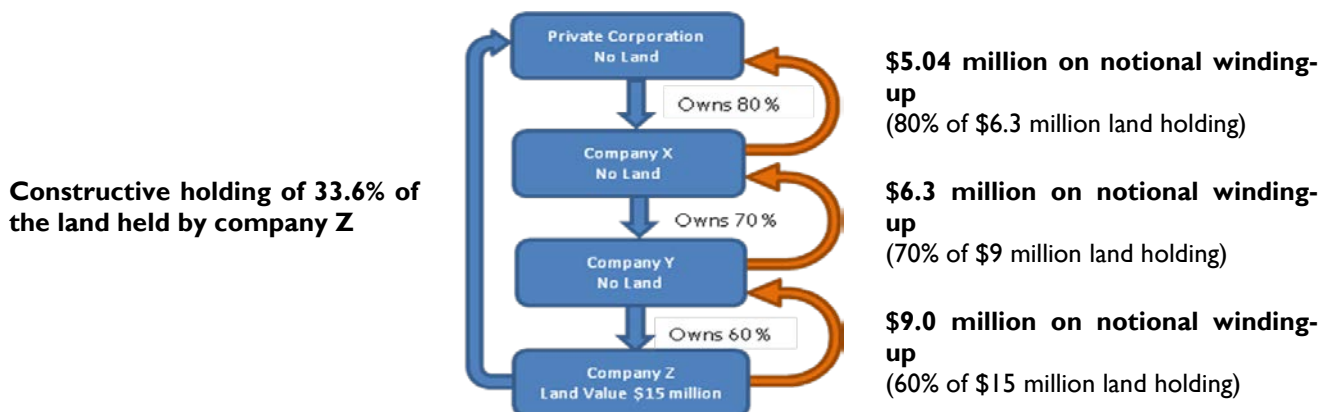 Constructive holding of 33.6% of
the land held by company Z
Private Corporation
No Land
Owns 80%
Company X
No Land
Owns 70%
Company Y
No Land
Owns 60%
Company Z
Land Value $15 million
$5.04 million on notional winding-
up
(80% of $6.3 million land holding)
$6.3 million on notional winding-
up
(70% of $9 million land holding)
$9.0 million on notional winding-
up
(60% of $15 million land holding)